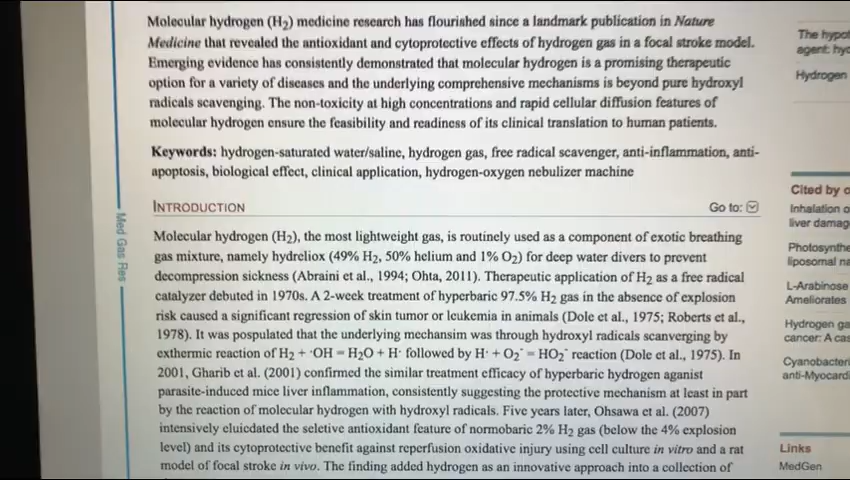 Molecular hydrogen (H₂) medicine research has flourished since a landmark publication in Nature
Medicine that revealed the antioxidant and cytoprotective effects of hydrogen gas in a focal stroke model.
Emerging evidence has consistently demonstrated that molecular hydrogen is a promising therapeutic
option for a variety of diseases and the underlying comprehensive mechanisms is beyond pure hydroxyl
radicals scavenging. The non-toxicity at high concentrations and rapid cellular diffusion features of
molecular hydrogen ensure the feasibility and readiness of its clinical translation to human patients.
Keywords: hydrogen-saturated water/saline, hydrogen gas, free radical scavenger, anti-inflammation, anti-
apoptosis, biological effect, clinical application, hydrogen-oxygen nebulizer machine
INTRODUCTION
Go to:
Molecular hydrogen (H₂), the most lightweight gas, is routinely used as a component of exotic breathing
gas mixture, namely hydreliox (49% H₂, 50% helium and 1% O₂) for deep water divers to prevent
decompression sickness (Abraini et al., 1994; Ohta, 2011). Therapeutic application of H₂ as a free radical
catalyzer debuted in 1970s. A 2-week treatment of hyperbaric 97.5% H₂ gas in the absence of explosion
risk caused a significant regression of skin tumor or leukemia in animals (Dole et al., 1975; Roberts et al.,
1978). It was pospulated that the underlying mechansim was through hydroxyl radicals scanverging by
exthermic reaction of H₂ + ·OH = H₂O + H· followed by H· + O₂⁻ = HO₂⁻ reaction (Dole et al., 1975). In
2001, Gharib et al. (2001) confirmed the similar treatment efficacy of hyperbaric hydrogen aganist
parasite-induced mice liver inflammation, consistently suggesting the protective mechanism at least in part
by the reaction of molecular hydrogen with hydroxyl radicals. Five years later, Ohsawa et al. (2007)
intensively eluicdated the seletive antioxidant feature of normobaric 2% H₂ gas (below the 4% explosion
level) and its cytoprotective benefit against reperfusion oxidative injury using cell culture in vitro and a rat
model of focal stroke in vivo. The finding added hydrogen as an innovative approach into a collection of
Med Gas Res
The hypot
agent: hyd
Hydrogen
Cited by o
Inhalation o
liver damag
Photosynthe
liposomal na
L-Arabinose
Ameliorates
Hydrogen ga
cancer: A cas
Cyanobacteri
anti-Myocardi
Links
MedGen